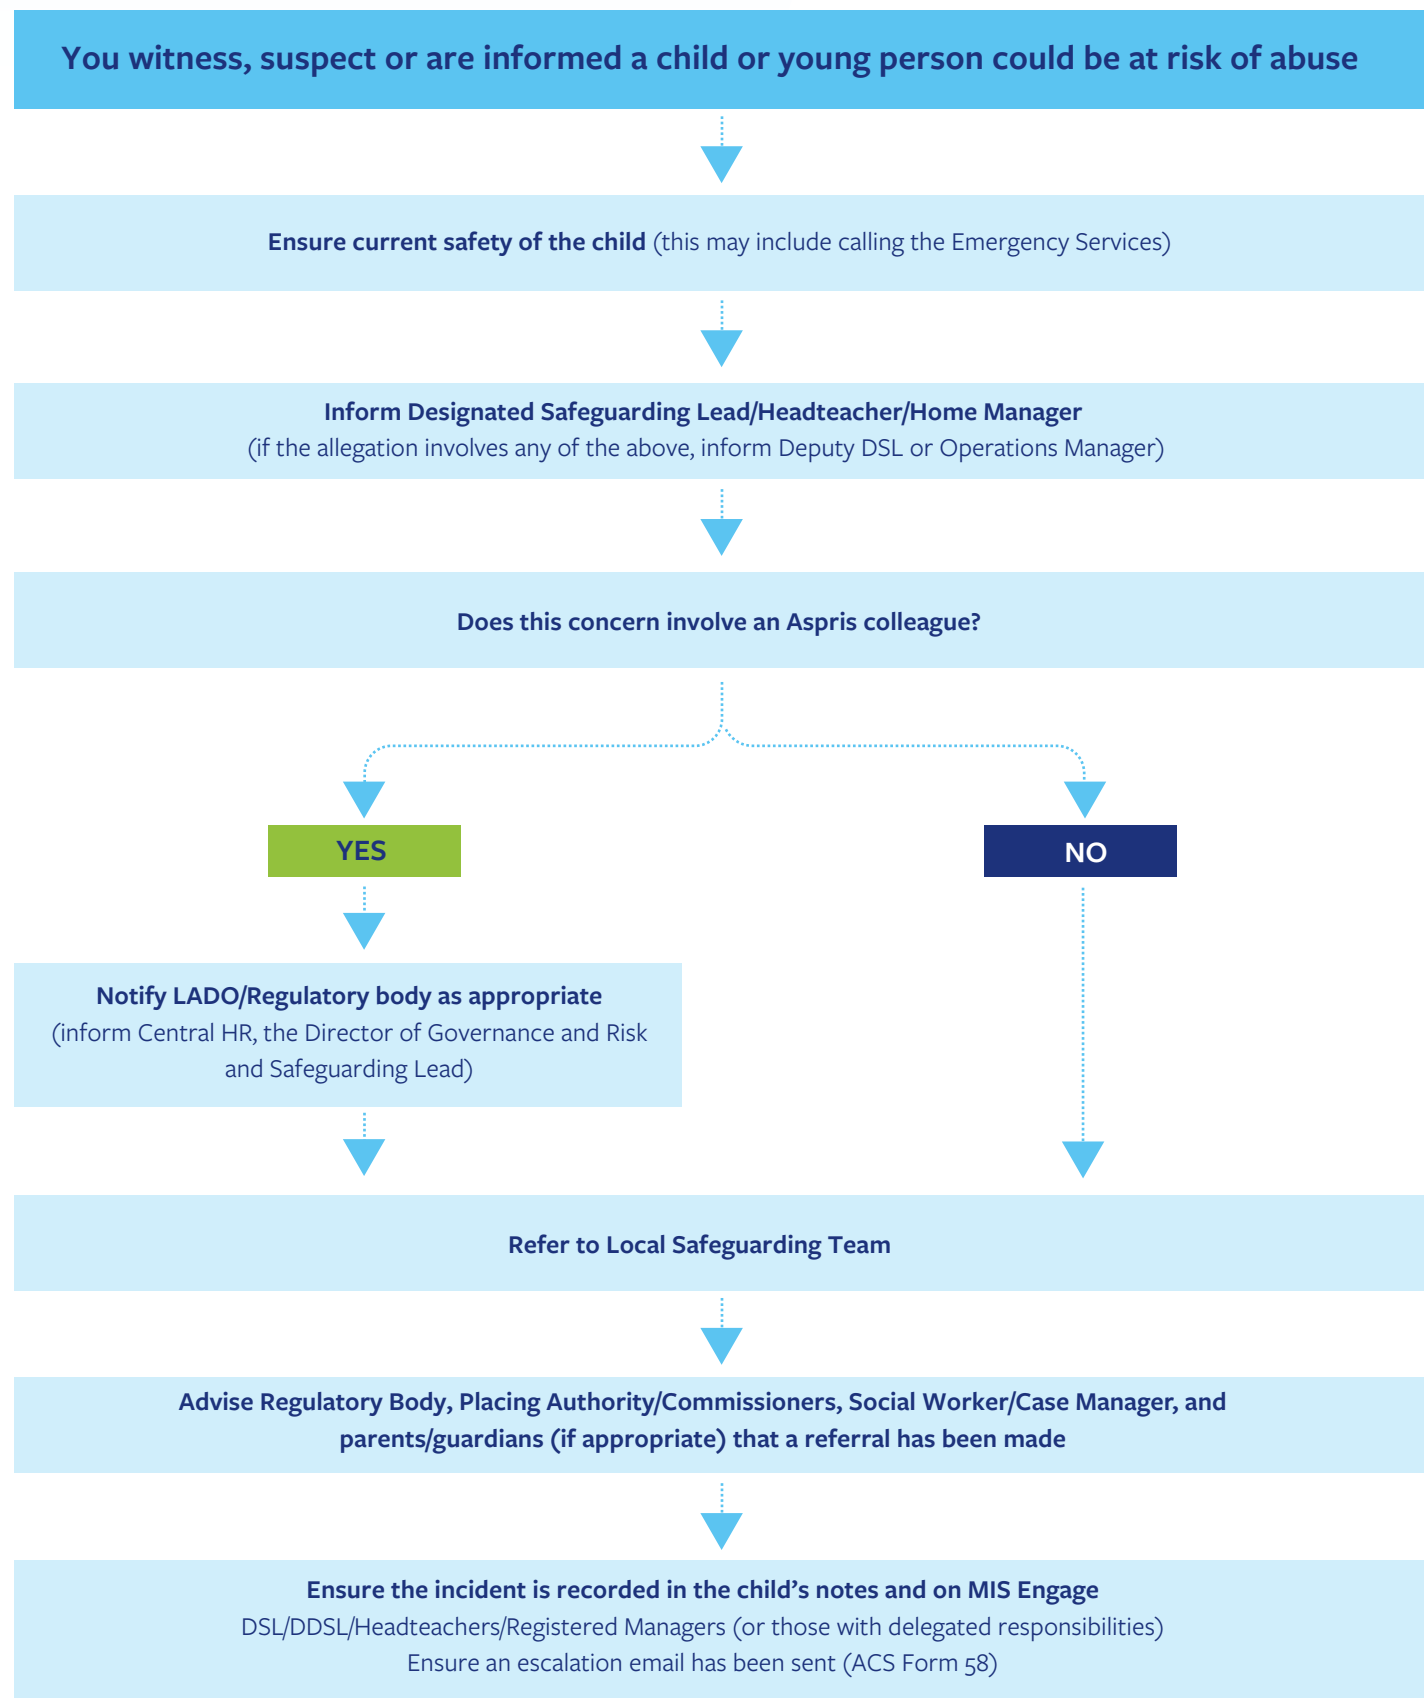 You witness, suspect or are informed a child or young person could be at risk of abuse
Ensure current safety of the child (this may include calling the Emergency Services)
Inform Designated Safeguarding Lead/Headteacher/Home Manager
(if the allegation involves any of the above, inform Deputy DSL or Operations Manager)
Does this concern involve an Aspris colleague?
YES
NO
Notify LADO/Regulatory body as appropriate
(inform Central HR, the Director of Governance and Risk
and Safeguarding Lead)
Refer to Local Safeguarding Team
Advise Regulatory Body, Placing Authority/Commissioners, Social Worker/Case Manager, and
parents/guardians (if appropriate) that a referral has been made
Ensure the incident is recorded in the child’s notes and on MIS Engage
DSL/DDSL/Headteachers/Registered Managers (or those with delegated responsibilities)
Ensure an escalation email has been sent (ACS Form 58)